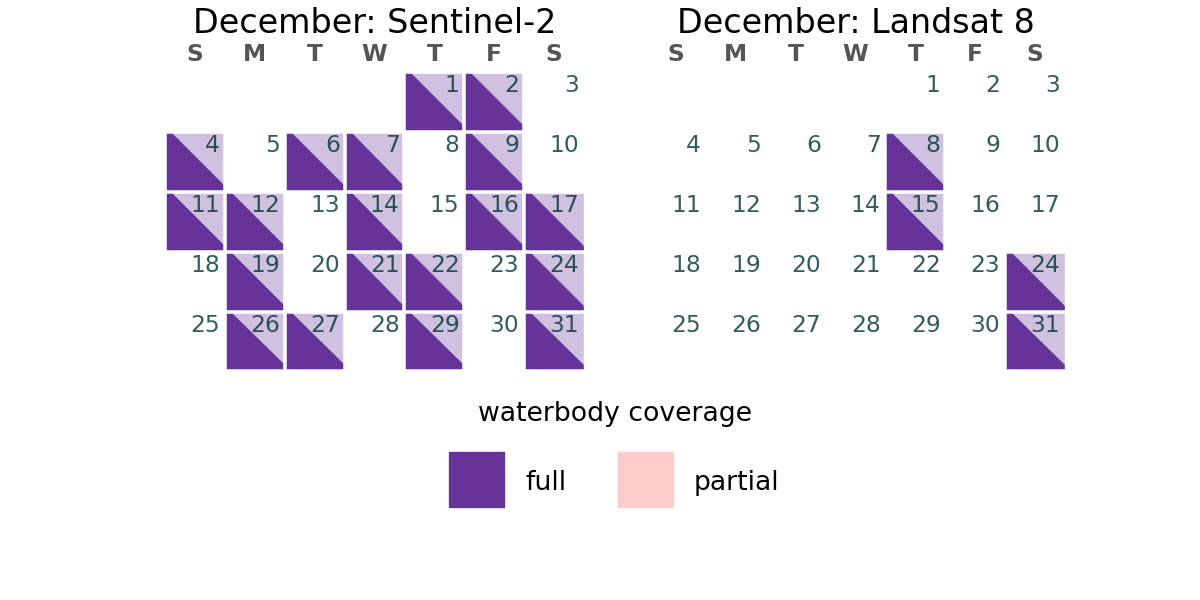 December: Sentinel-2
S M T W T F S
1 2 3
4 5 6 7 8 9 10
11 12 13 14 15 16 17
18 19 20 21 22 23 24
25 26 27 28 29 30 31
December: Landsat 8
S M T W T F S
1 2 3
4 5 6 7 8 9 10
11 12 13 14 15 16 17
18 19 20 21 22 23 24
25 26 27 28 29 30 31
waterbody coverage
full
partial